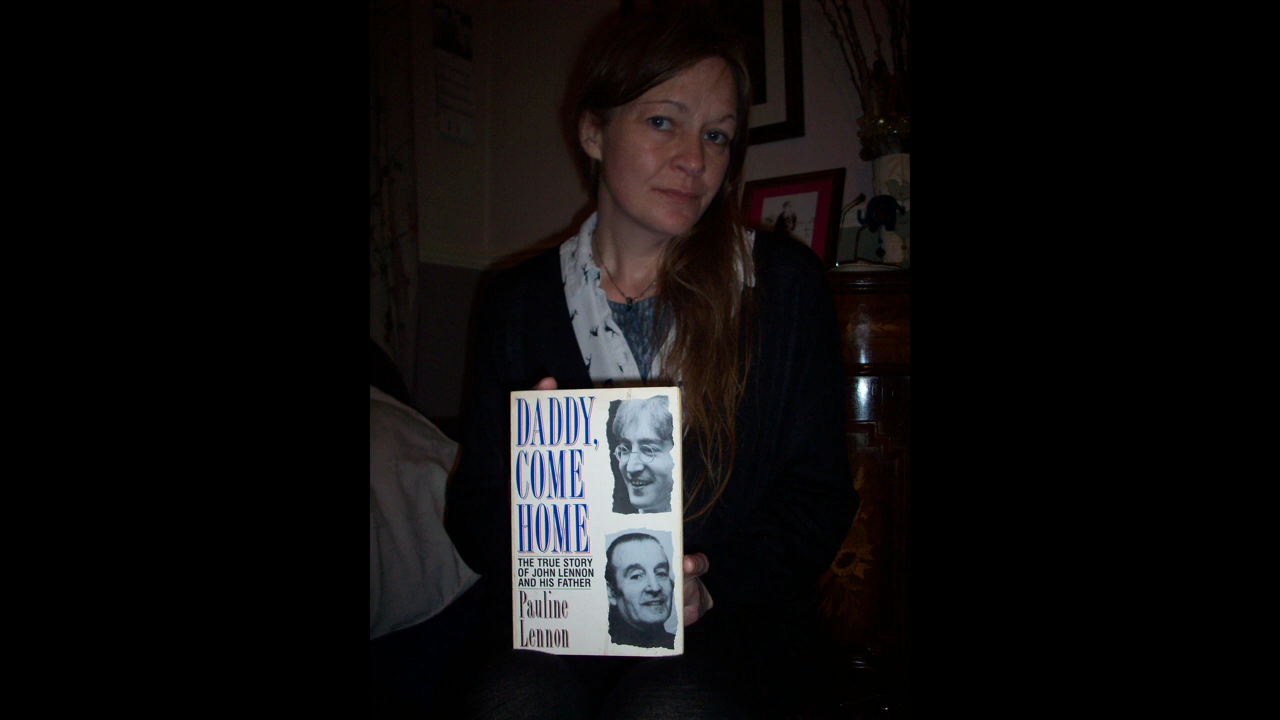 DADDY,
COME
HOME
THE TRUE STORY
OF JOHN LENNON
AND HIS FATHER
Pauline
Lennon